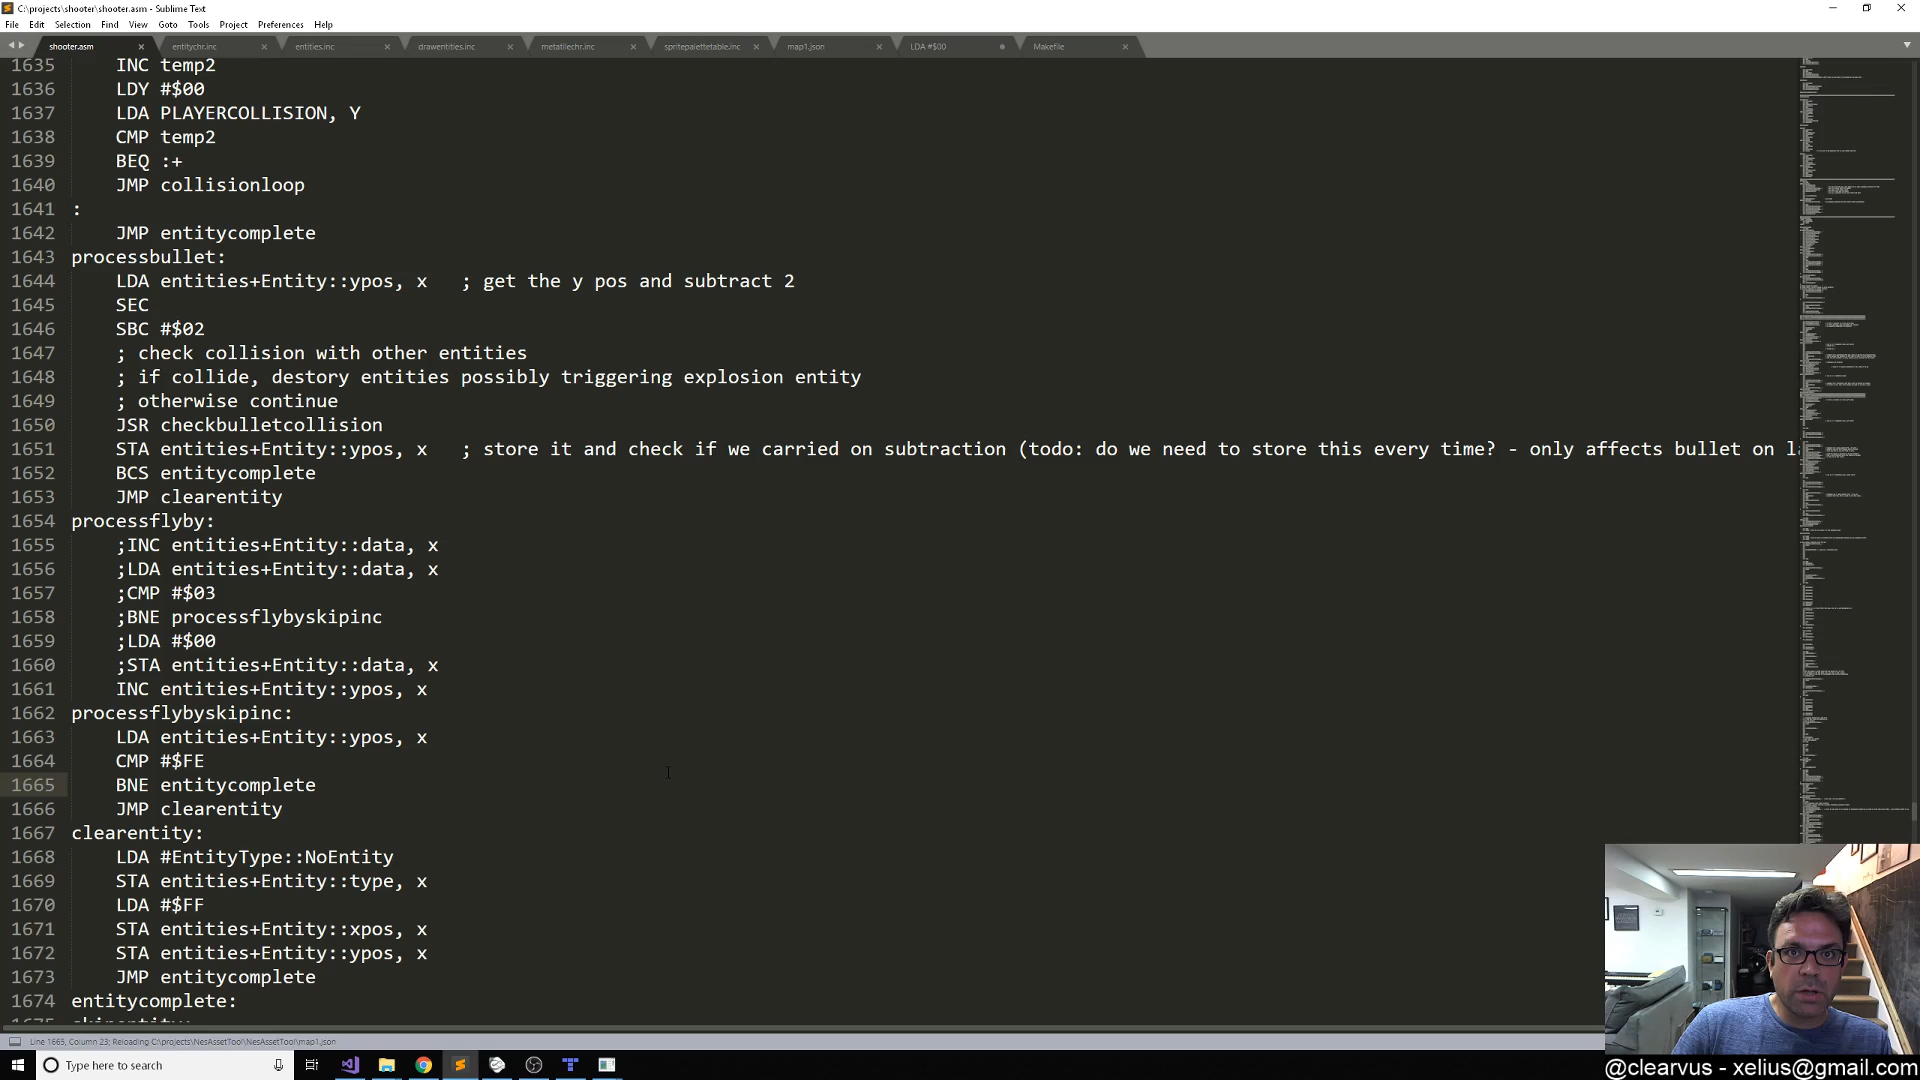 C:\projects\shooter\shooter.asm - Sublime Text
File Edit Selection Find View Goto Tools Project Preferences Help
shooter.asm entitychr.inc entities.inc drawentities.inc metatilechr.inc spritepalettetable.inc map1.json LDA #$00 Makefile
1635 INC temp2
1636 LDY #$00
1637 LDA PLAYERCOLLISION, Y
1638 CMP temp2
1639 BEQ :+
1640 JMP collisionloop
1641 :
1642 JMP entitycomplete
1643 processbullet:
1644 LDA entities+Entity::ypos, x ; get the y pos and subtract 2
1645 SEC
1646 SBC #$02
1647 ; check collision with other entities
1648 ; if collide, destory entities possibly triggering explosion entity
1649 ; otherwise continue
1650 JSR checkbulletcollision
1651 STA entities+Entity::ypos, x ; store it and check if we carried on subtraction (todo: do we need to store this every time? - only affects bullet on
1652 BCS entitycomplete
1653 JMP clearentity
1654 processflyby:
1655 ;INC entities+Entity::data, x
1656 ;LDA entities+Entity::data, x
1657 ;CMP #$03
1658 ;BNE processflybyskipinc
1659 ;LDA #$00
1660 ;STA entities+Entity::data, x
1661 INC entities+Entity::ypos, x
1662 processflybyskipinc:
1663 LDA entities+Entity::ypos, x
1664 CMP #$FE
1665 BNE entitycomplete
1666 JMP clearentity
1667 clearentity:
1668 LDA #EntityType::NoEntity
1669 STA entities+Entity::type, x
1670 LDA #$FF
1671 STA entities+Entity::xpos, x
1672 STA entities+Entity::ypos, x
1673 JMP entitycomplete
1674 entitycomplete:
Line 1665, Column 23; Reloading C:\projects\NesAssetTool\NesAssetTool\map1.json
Type here to search
@clearvus - xelius@gmail.com